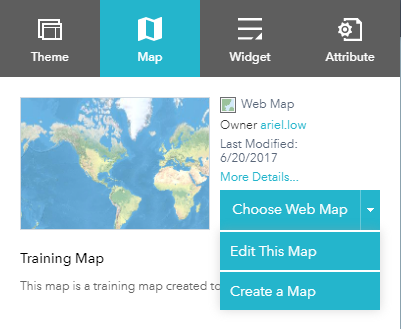 Theme Map Widget Attribute
Web Map
Owner ariel.low
Last Modified:
6/20/2017
More Details...
Choose Web Map
Edit This Map
Training Map
This map is a training map created to
Create a Map